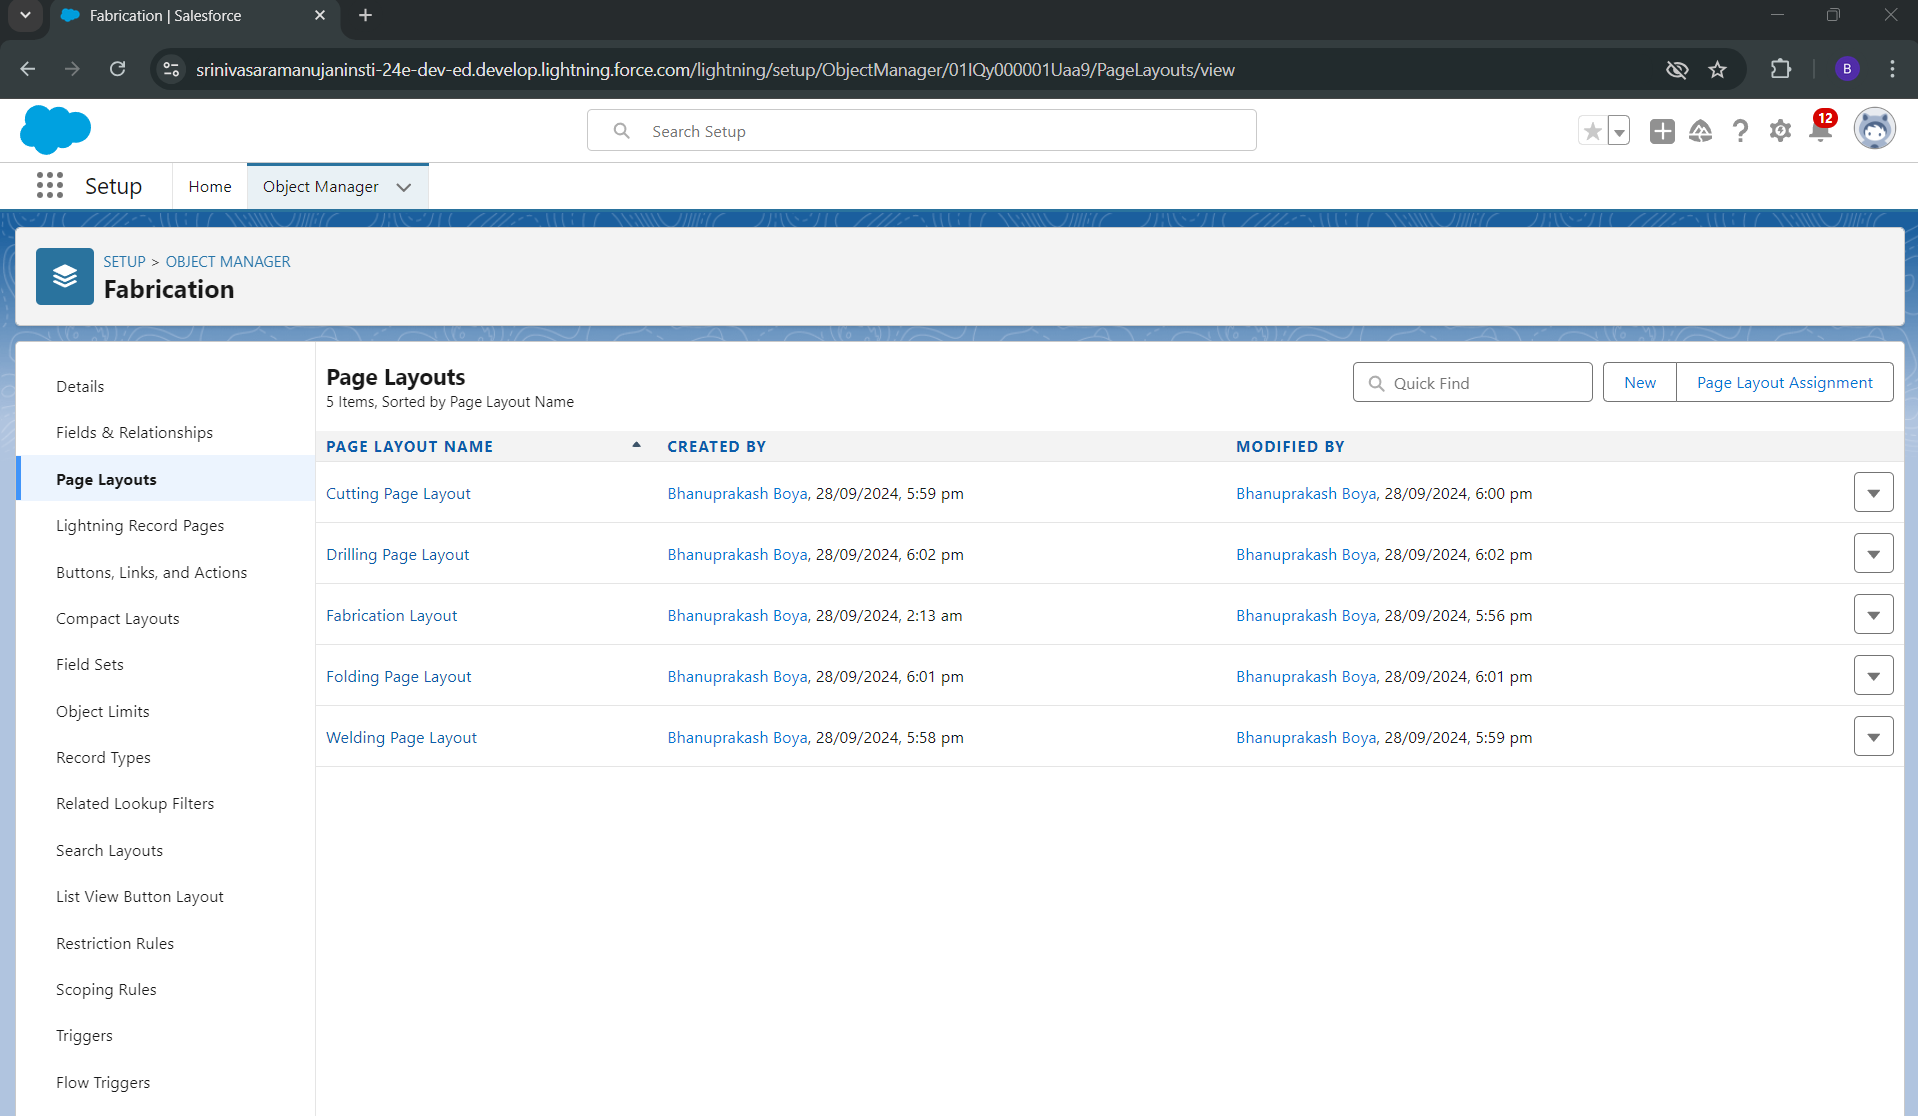 Fabrication | Salesforce
srinivasaramanujaninsti-24e-dev-ed.develop.lightning.force.com/lightning/setup/ObjectManager/01IQy000001Uaa9/PageLayouts/view
B
Search Setup
12
Setup
Home
Object Manager
SETUP > OBJECT MANAGER
Fabrication
Details
Fields & Relationships
Page Layouts
Lightning Record Pages
Buttons, Links, and Actions
Compact Layouts
Field Sets
Object Limits
Record Types
Related Lookup Filters
Search Layouts
List View Button Layout
Restriction Rules
Scoping Rules
Triggers
Flow Triggers
Page Layouts
5 Items, Sorted by Page Layout Name
Quick Find
New
Page Layout Assignment
PAGE LAYOUT NAME CREATED BY MODIFIED BY
Cutting Page Layout Bhanuprakash Boya, 28/09/2024, 5:59 pm Bhanuprakash Boya, 28/09/2024, 6:00 pm
Drilling Page Layout Bhanuprakash Boya, 28/09/2024, 6:02 pm Bhanuprakash Boya, 28/09/2024, 6:02 pm
Fabrication Layout Bhanuprakash Boya, 28/09/2024, 2:13 am Bhanuprakash Boya, 28/09/2024, 5:56 pm
Folding Page Layout Bhanuprakash Boya, 28/09/2024, 6:01 pm Bhanuprakash Boya, 28/09/2024, 6:01 pm
Welding Page Layout Bhanuprakash Boya, 28/09/2024, 5:58 pm Bhanuprakash Boya, 28/09/2024, 5:59 pm